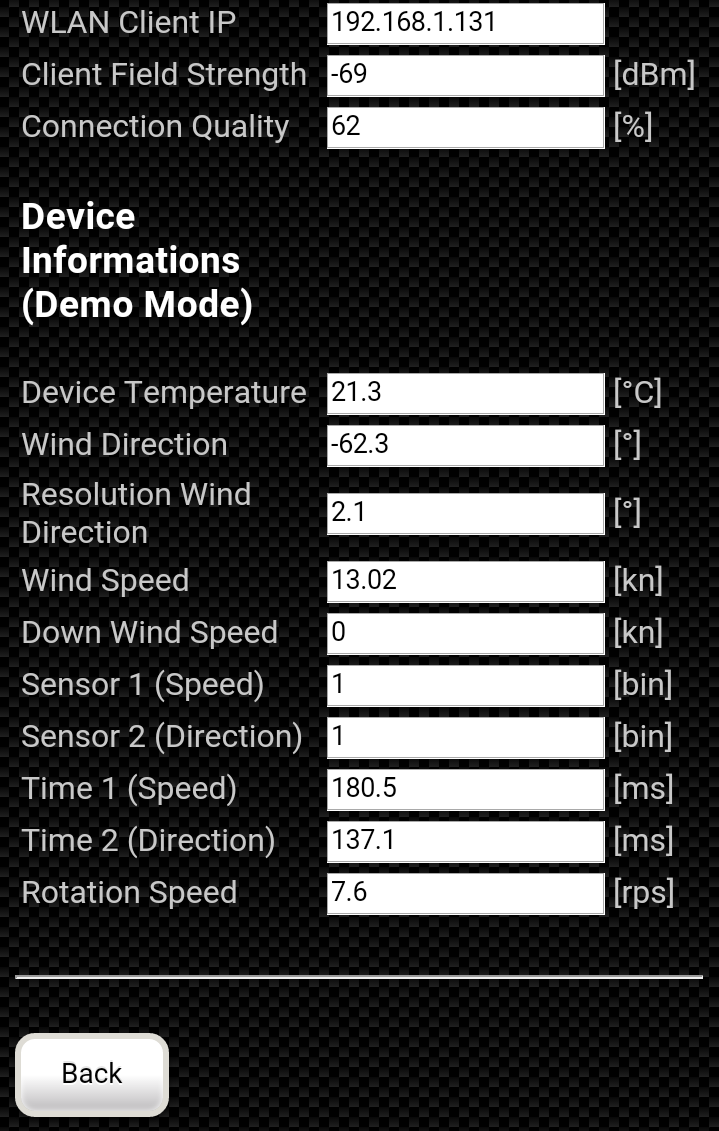 WLAN Client IP 192.168.1.131
Client Field Strength -69 [dBm]
Connection Quality 62 [%]
Device
Informations
(Demo Mode)
Device Temperature 21.3 [°C]
Wind Direction -62.3 [°]
Resolution Wind
Direction 2.1 [°]
Wind Speed 13.02 [kn]
Down Wind Speed 0 [kn]
Sensor 1 (Speed) 1 [bin]
Sensor 2 (Direction) 1 [bin]
Time 1 (Speed) 180.5 [ms]
Time 2 (Direction) 137.1 [ms]
Rotation Speed 7.6 [rps]
Back